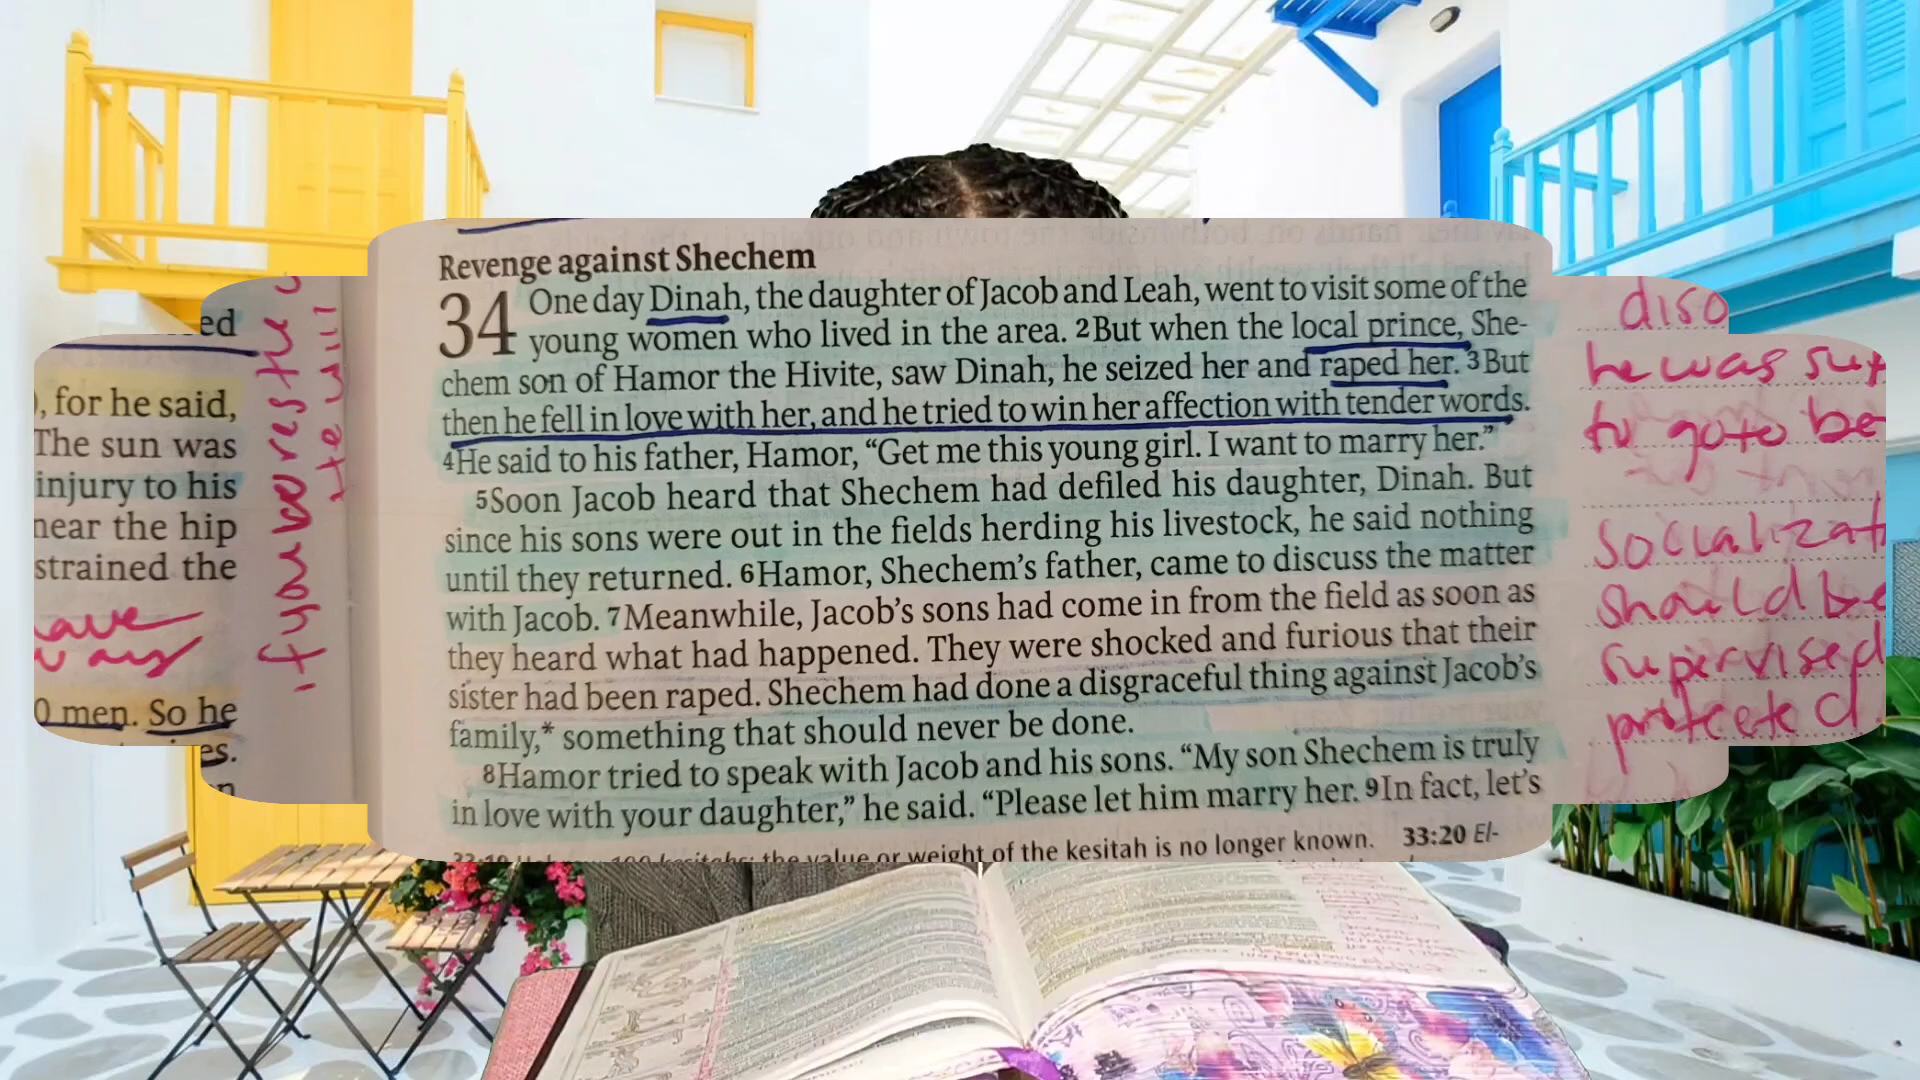 ed
, for he said,
The sun was
injury to his
near the hip
strained the
0 men. So he
es.
n
if you
the will
Revenge against Shechem
34 One day Dinah, the daughter of Jacob and Leah, went to visit some of the
young women who lived in the area. 2But when the local prince, She-
chem son of Hamor the Hivite, saw Dinah, he seized her and raped her. 3But
then he fell in love with her, and he tried to win her affection with tender words.
4He said to his father, Hamor, “Get me this young girl. I want to marry her.”
5Soon Jacob heard that Shechem had defiled his daughter, Dinah. But
since his sons were out in the fields herding his livestock, he said nothing
until they returned. 6Hamor, Shechem’s father, came to discuss the matter
with Jacob. 7Meanwhile, Jacob’s sons had come in from the field as soon as
they heard what had happened. They were shocked and furious that their
sister had been raped. Shechem had done a disgraceful thing against Jacob’s
family,* something that should never be done.
8Hamor tried to speak with Jacob and his sons. “My son Shechem is truly
in love with your daughter,” he said. “Please let him marry her. 9In fact, let’s
the value or weight of the kesitah is no longer known. 33:20 El-
diso
he was sup
to go to be
Socializat
should be
supervised
protected.